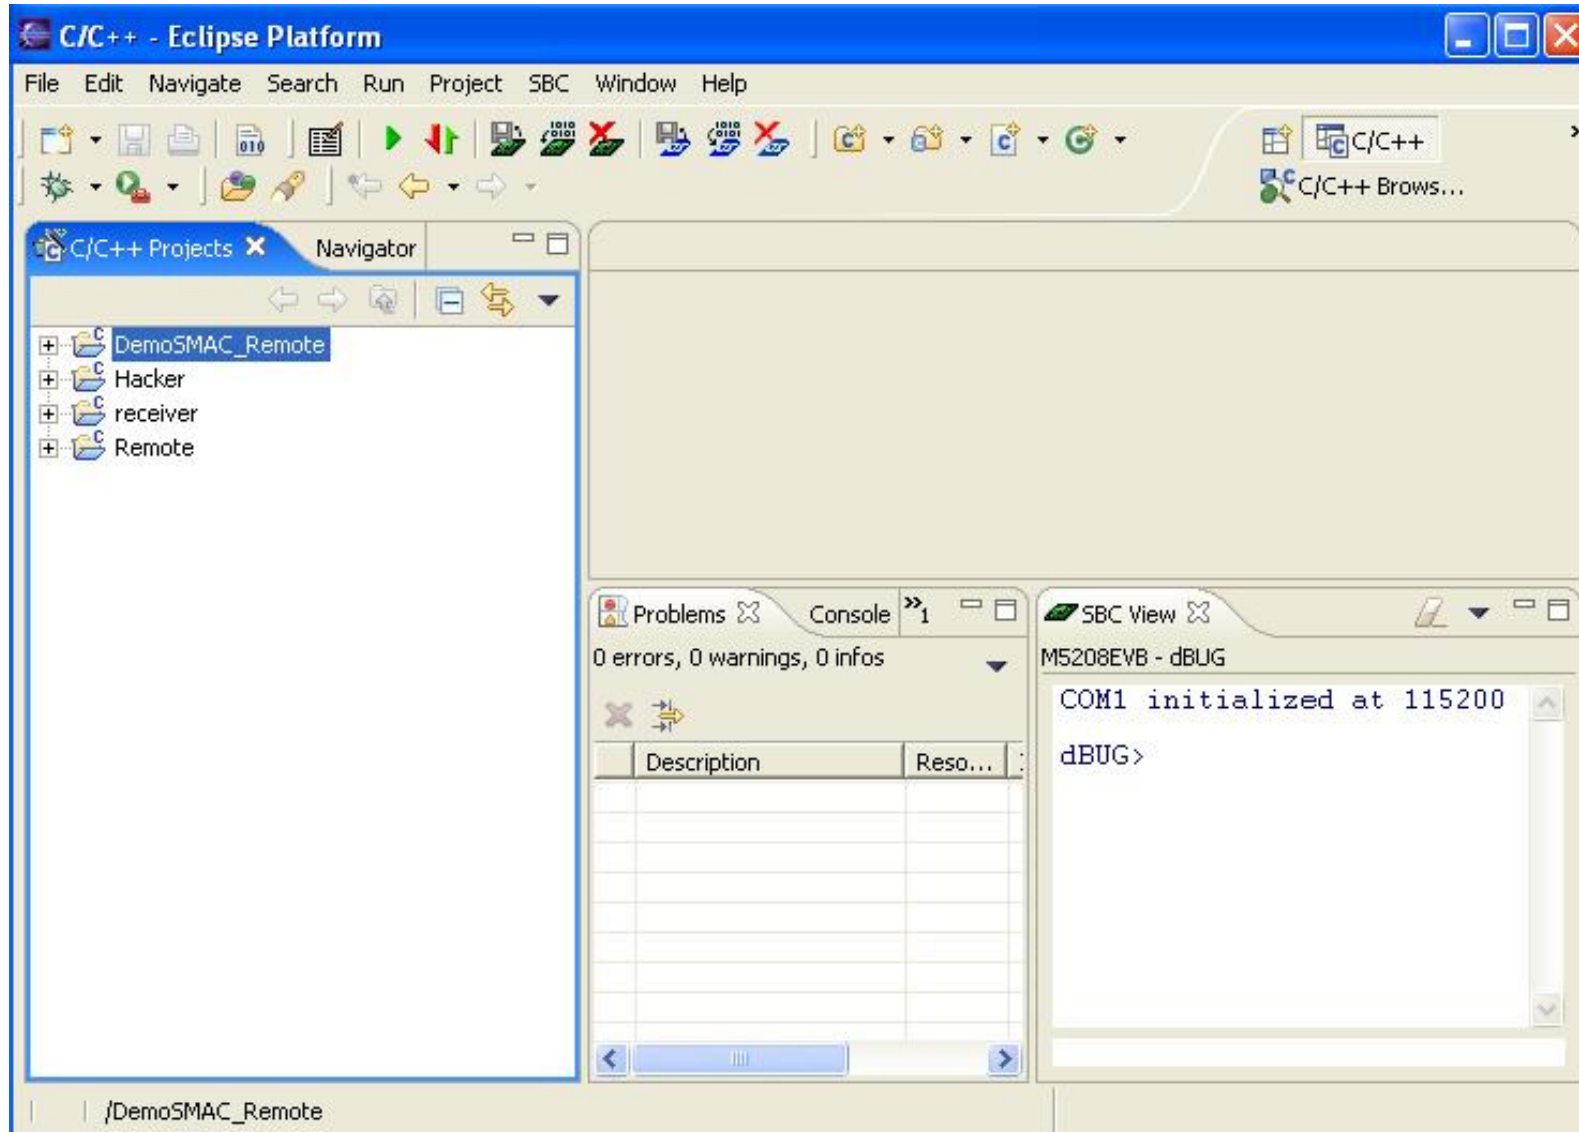 C/C++ - Eclipse Platform
File Edit Navigate Search Run Project SBC Window Help
C/C++
C/C++ Brows...
C/C++ Projects Navigator
DemoSMAC_Remote
Hacker
receiver
Remote
Problems Console »1
0 errors, 0 warnings, 0 infos
Description Reso...
SBC View
M5208EVB - dBUG
COM1 initialized at 115200
dBUG>
/DemoSMAC_Remote